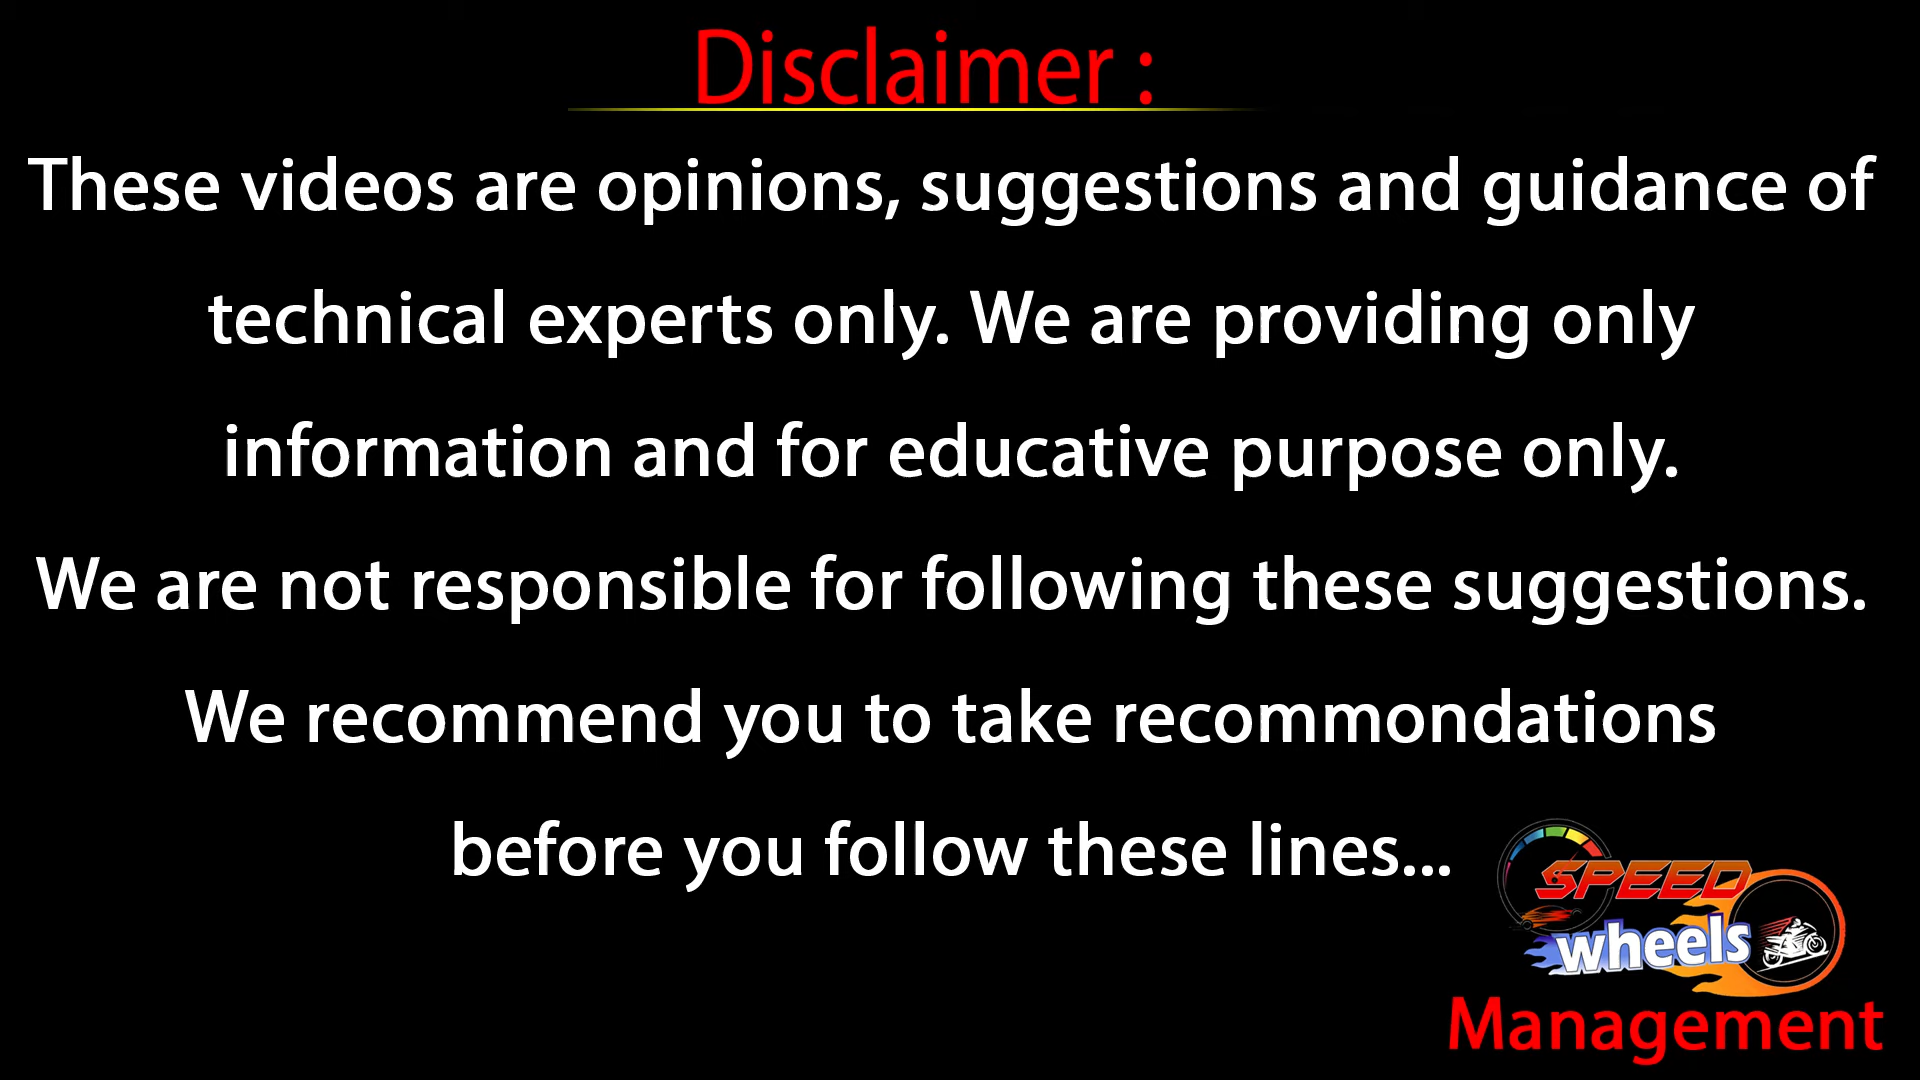 Disclaimer :
These videos are opinions, suggestions and guidance of
technical experts only. We are providing only
information and for educative purpose only.
We are not responsible for following these suggestions.
We recommend you to take recommondations
before you follow these lines...
SPEED
wheels
Management